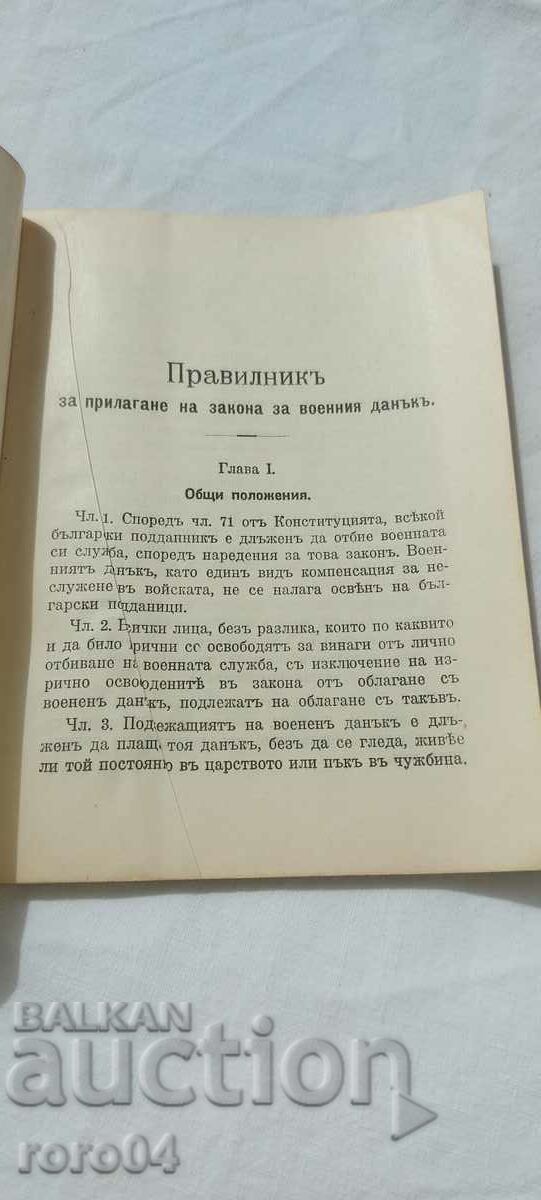 Правилникъ
за прилагане на закона за военния данъкъ.
Глава I.
Общи положения.
Чл. 1. Според чл. 71 отъ Конституцията, всѣкой
български подданникъ е длъженъ да отбие военната
си служба, споредъ наредения за това законъ. Воен-
ниятъ данъкъ, като единъ видъ компенсация за не-
служене въ войската, не се налага освѣнъ на бъл-
гарски подданици.
Чл. 2. Всички лица, безъ разлика, които по каквито
и да било причини се освободятъ за винаги отъ лично
отбиване на военната служба, съ изключение на из-
рично освободенитѣ въ закона отъ облагане съ
воененъ данъкъ, подлежатъ на облагане съ такъвъ.
Чл. 3. Подлежащиятъ на воененъ данъкъ е длъ-
женъ да плаща тоя данъкъ, безъ да се гледа, живѣе
ли той постоянно въ царството или пъкъ въ чужбина.
BALKAN
auction
roro04